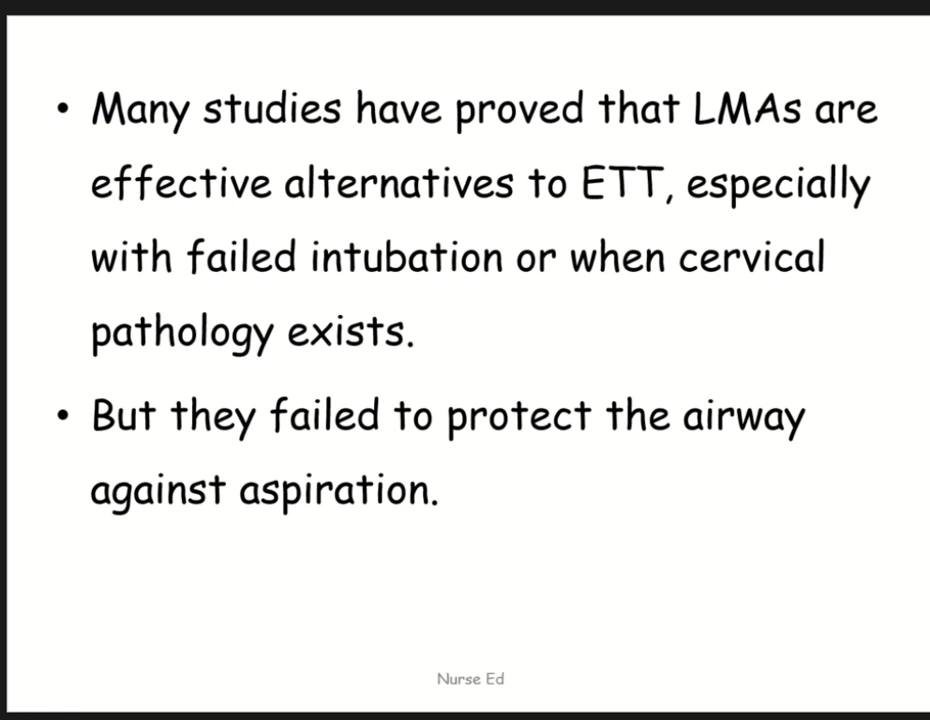 • Many studies have proved that LMAs are
effective alternatives to ETT, especially
with failed intubation or when cervical
pathology exists.
• But they failed to protect the airway
against aspiration.
Nurse Ed